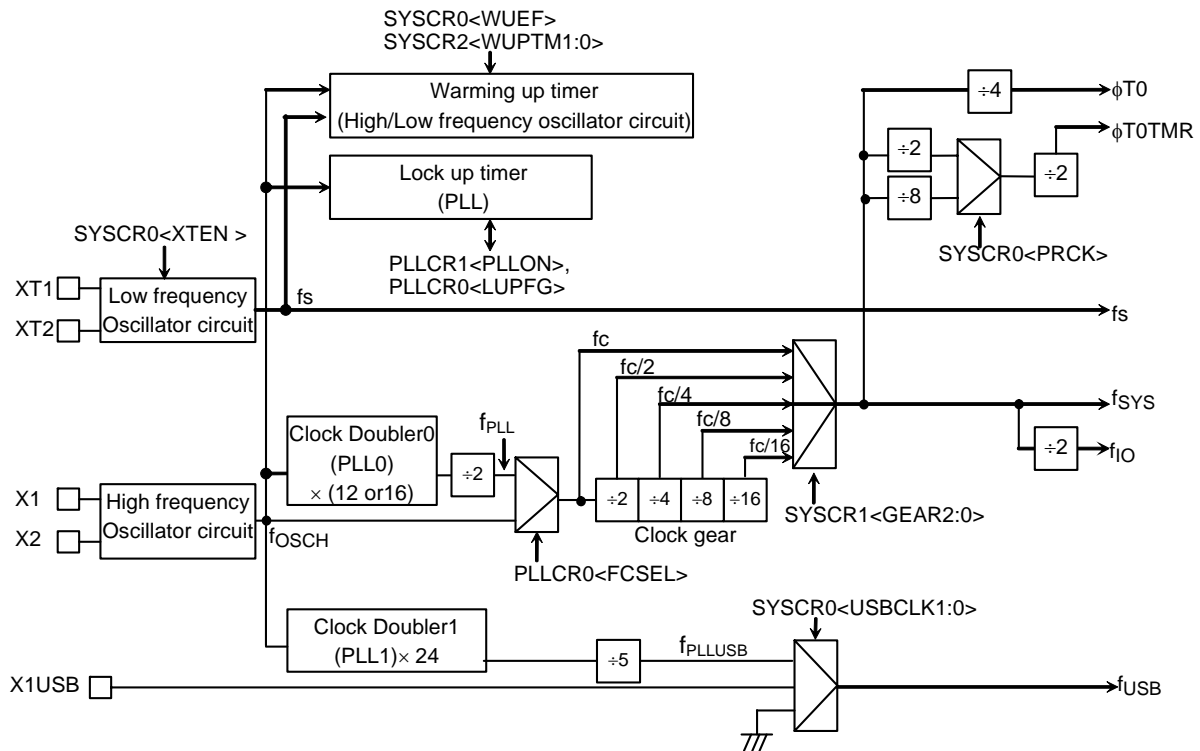 SYSCR0<WUEF>
SYSCR2<WUPTM1:0>
Warming up timer
(High/Low frequency oscillator circuit)
÷4
ϕT0
ϕT0TMR
÷2
÷2
÷8
Lock up timer
(PLL)
SYSCR0<XTEN >
SYSCR0<PRCK>
PLLCR1<PLLON>,
PLLCR0<LUPFG>
XT1
XT2
Low frequency
Oscillator circuit
fs
fs
fc
fc/2
fc/4
fc/8
fc/16
fSYS
÷2
fIO
Clock Doubler0
(PLL0)
× (12 or16)
÷2
fPLL
÷2
÷4
÷8
÷16
Clock gear
SYSCR1<GEAR2:0>
X1
X2
High frequency
Oscillator circuit
fOSCH
PLLCR0<FCSEL>
SYSCR0<USBCLK1:0>
Clock Doubler1
(PLL1)× 24
÷5
fPLLUSB
X1USB
fUSB